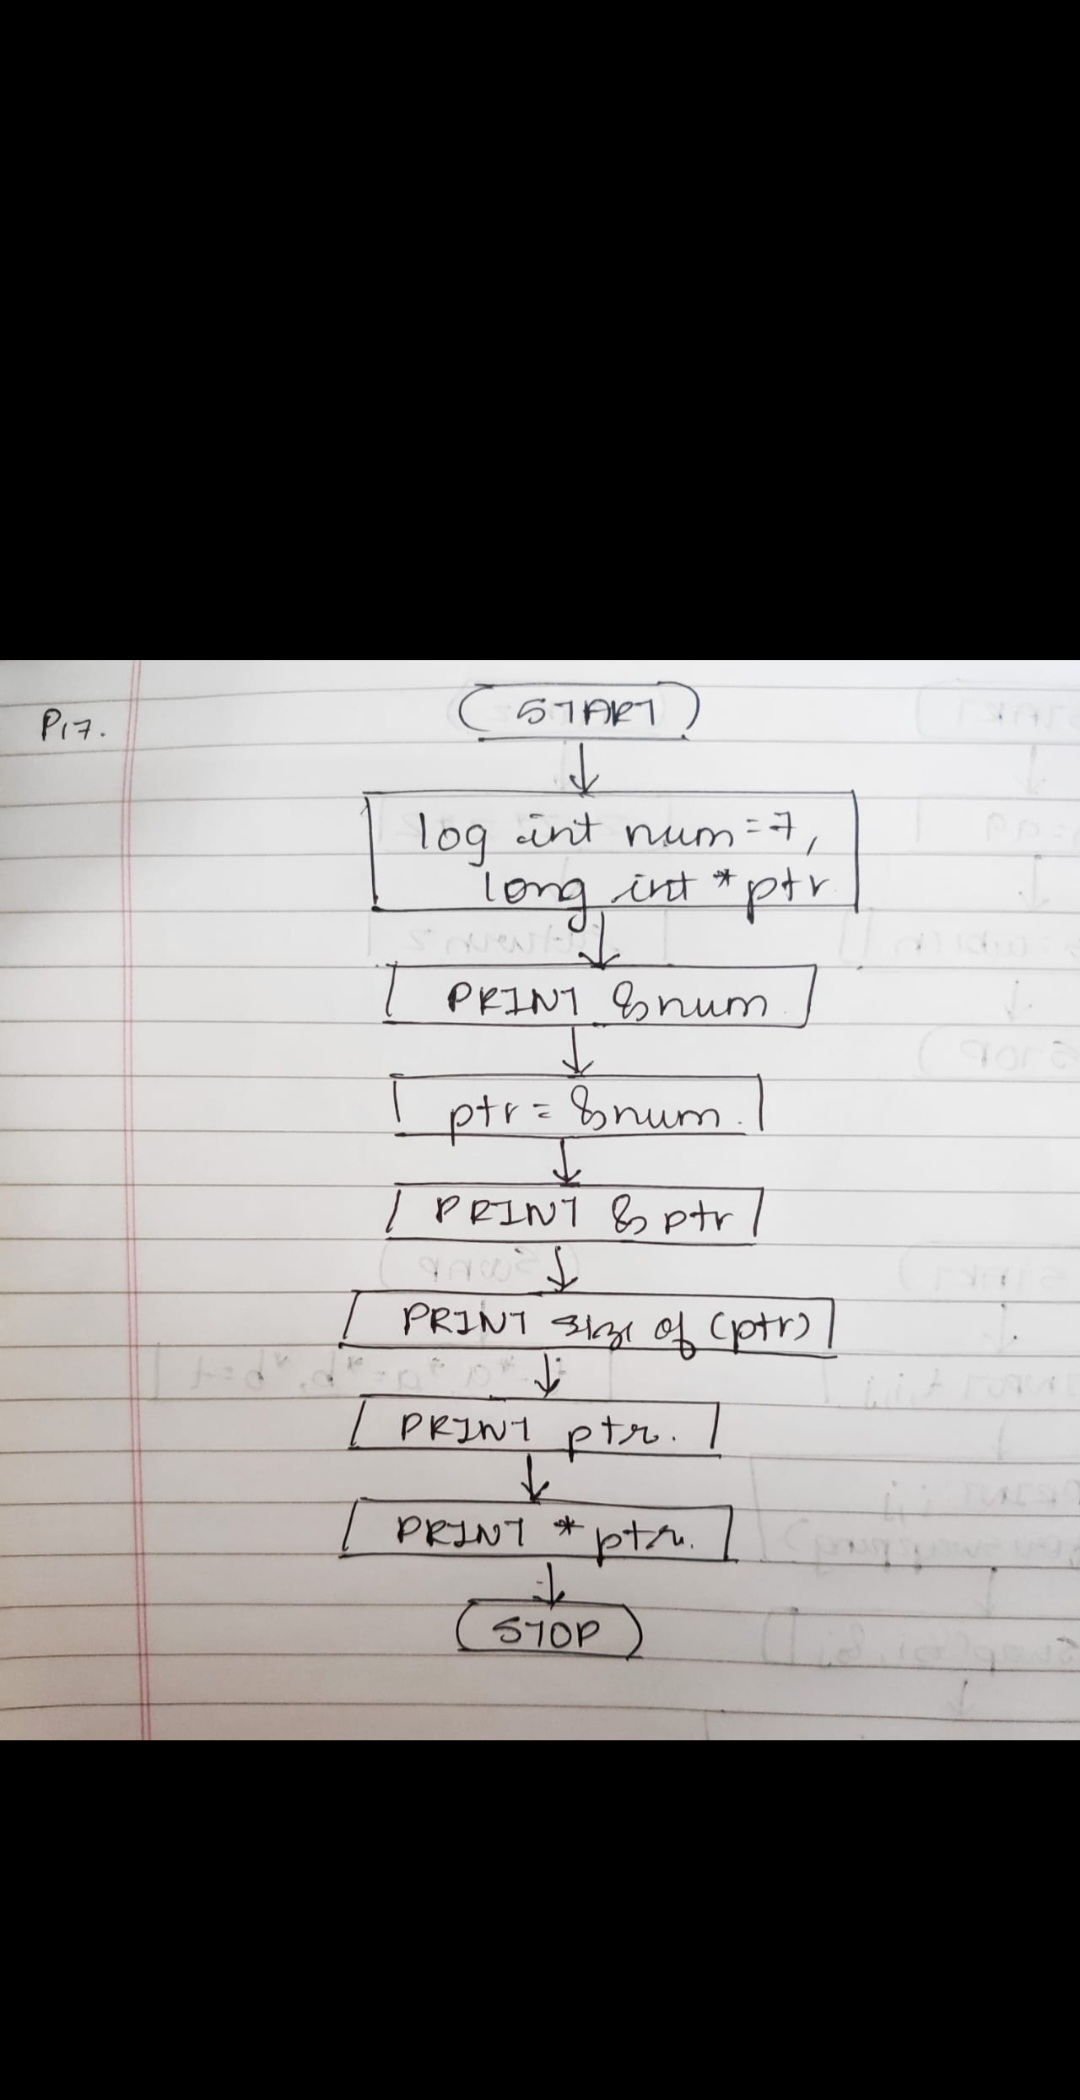 P17.
START
log int num=7,
long int *ptr
PRINT &num
ptr = &num.
PRINT & ptr
PRINT size of (ptr)
PRINT ptr.
PRINT * ptr.
STOP